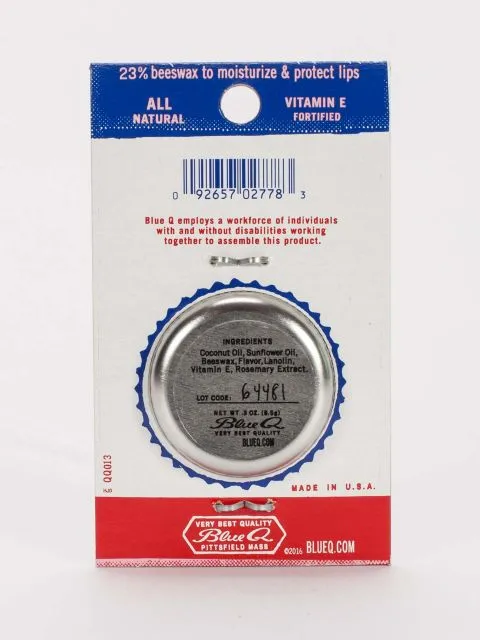 23% beeswax to moisturize & protect lips
ALL
NATURAL
VITAMIN E
FORTIFIED
0 92657 02778 3
Blue Q employs a workforce of individuals
with and without disabilities working
together to assemble this product.
INGREDIENTS
Coconut Oil, Sunflower Oil,
Beeswax, Flavor, Lanolin,
Vitamin E, Rosemary Extract.
LOT CODE: 64481
NET WT .3 OZ. (8.5g)
Blue Q
VERY BEST QUALITY
BLUEQ.COM
QQ013
MADE IN U.S.A.
VERY BEST QUALITY
Blue Q
PITTSFIELD MASS
©2016 BLUEQ.COM